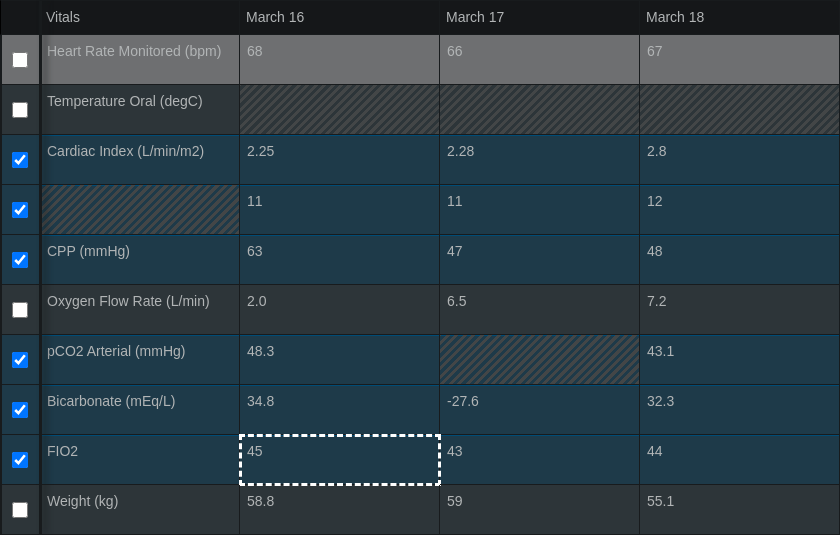 Vitals March 16 March 17 March 18
Heart Rate Monitored (bpm) 68 66 67
Temperature Oral (degC)
Cardiac Index (L/min/m2) 2.25 2.28 2.8
11 11 12
CPP (mmHg) 63 47 48
Oxygen Flow Rate (L/min) 2.0 6.5 7.2
pCO2 Arterial (mmHg) 48.3 43.1
Bicarbonate (mEq/L) 34.8 -27.6 32.3
FIO2 45 43 44
Weight (kg) 58.8 59 55.1